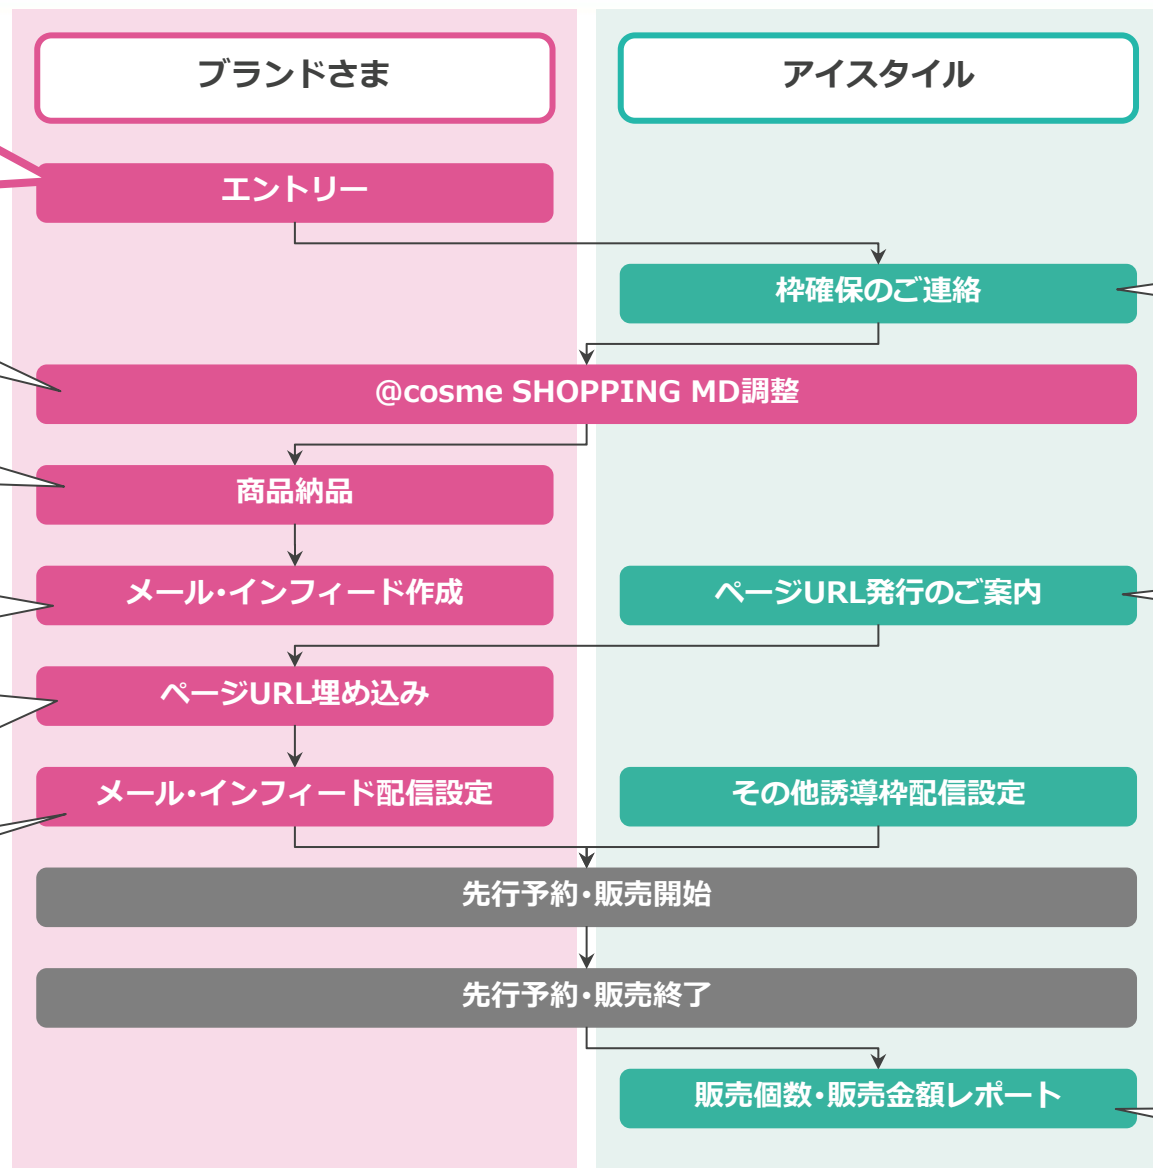 ブランドさま
アイスタイル
エントリー
枠確保のご連絡
@cosme SHOPPING MD調整
商品納品
メール・インフィード作成
ページURL発行のご案内
ページURL埋め込み
メール・インフィード配信設定
その他誘導枠配信設定
先行予約・販売開始
先行予約・販売終了
販売個数・販売金額レポート